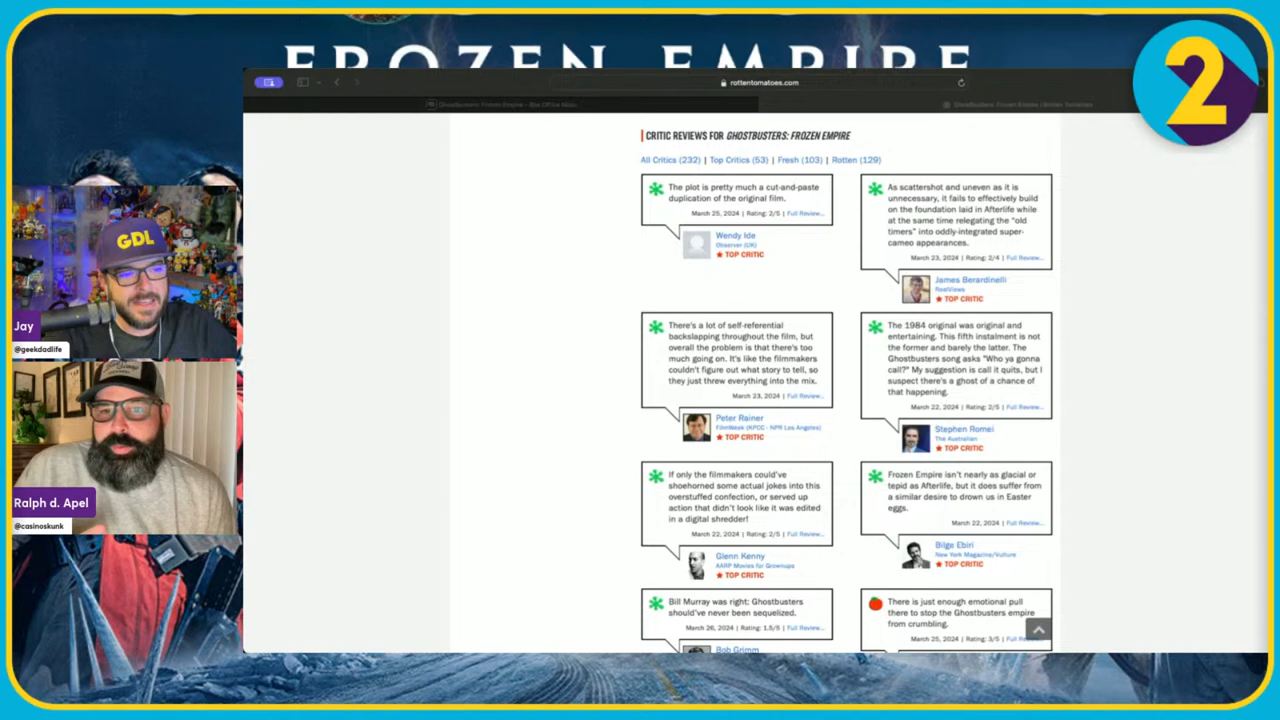 FROZEN EMPIRE
2
rottentomatoes.com
Ghostbusters: Frozen Empire - Box Office Mojo
Ghostbusters: Frozen Empire | Rotten Tomatoes
CRITIC REVIEWS FOR GHOSTBUSTERS: FROZEN EMPIRE
All Critics (232) | Top Critics (53) | Fresh (103) | Rotten (129)
The plot is pretty much a cut-and-paste
duplication of the original film.
March 25, 2024 | Rating: 2/5 | Full Review...
Wendy Ide
Observer (UK)
TOP CRITIC
As scattershot and uneven as it is
unnecessary, it fails to effectively build
on the foundation laid in Afterlife while
at the same time relegating the "old
timers" into oddly-integrated super-
cameo appearances.
March 23, 2024 | Rating: 2/4 | Full Review...
James Berardinelli
ReelViews
TOP CRITIC
There's a lot of self-referential
backslapping throughout the film, but
overall the problem is that there's too
much going on. It's like the filmmakers
couldn't figure out what story to tell, so
they just threw everything into the mix.
March 23, 2024 | Full Review...
Peter Rainer
FilmWeek (KPCC - NPR Los Angeles)
TOP CRITIC
The 1984 original was original and
entertaining. This fifth instalment is not
the former and barely the latter. The
Ghostbusters song asks "Who ya gonna
call?" My suggestion is call it quits, but I
suspect there's a ghost of a chance of
that happening.
March 22, 2024 | Rating: 2/5 | Full Review...
Stephen Romei
The Australian
TOP CRITIC
If only the filmmakers could've
shoehorned some actual jokes into this
overstuffed confection, or served up
action that didn't look like it was edited
in a digital shredder!
March 22, 2024 | Rating: 2/5 | Full Review...
Glenn Kenny
AARP Movies for Grownups
TOP CRITIC
Frozen Empire isn't nearly as glacial or
tepid as Afterlife, but it does suffer from
a similar desire to drown us in Easter
eggs.
March 22, 2024 | Full Review...
Bilge Ebiri
New York Magazine/Vulture
TOP CRITIC
Bill Murray was right: Ghostbusters
should've never been sequelized.
March 26, 2024 | Rating: 1.5/5 | Full Review...
Bob Grimm
There is just enough emotional pull
there to stop the Ghostbusters empire
from crumbling.
March 25, 2024 | Rating: 3/5 | Full Review...
GDL
Jay
@geekdadlife
Ralph d. Apel
@casinoskunk